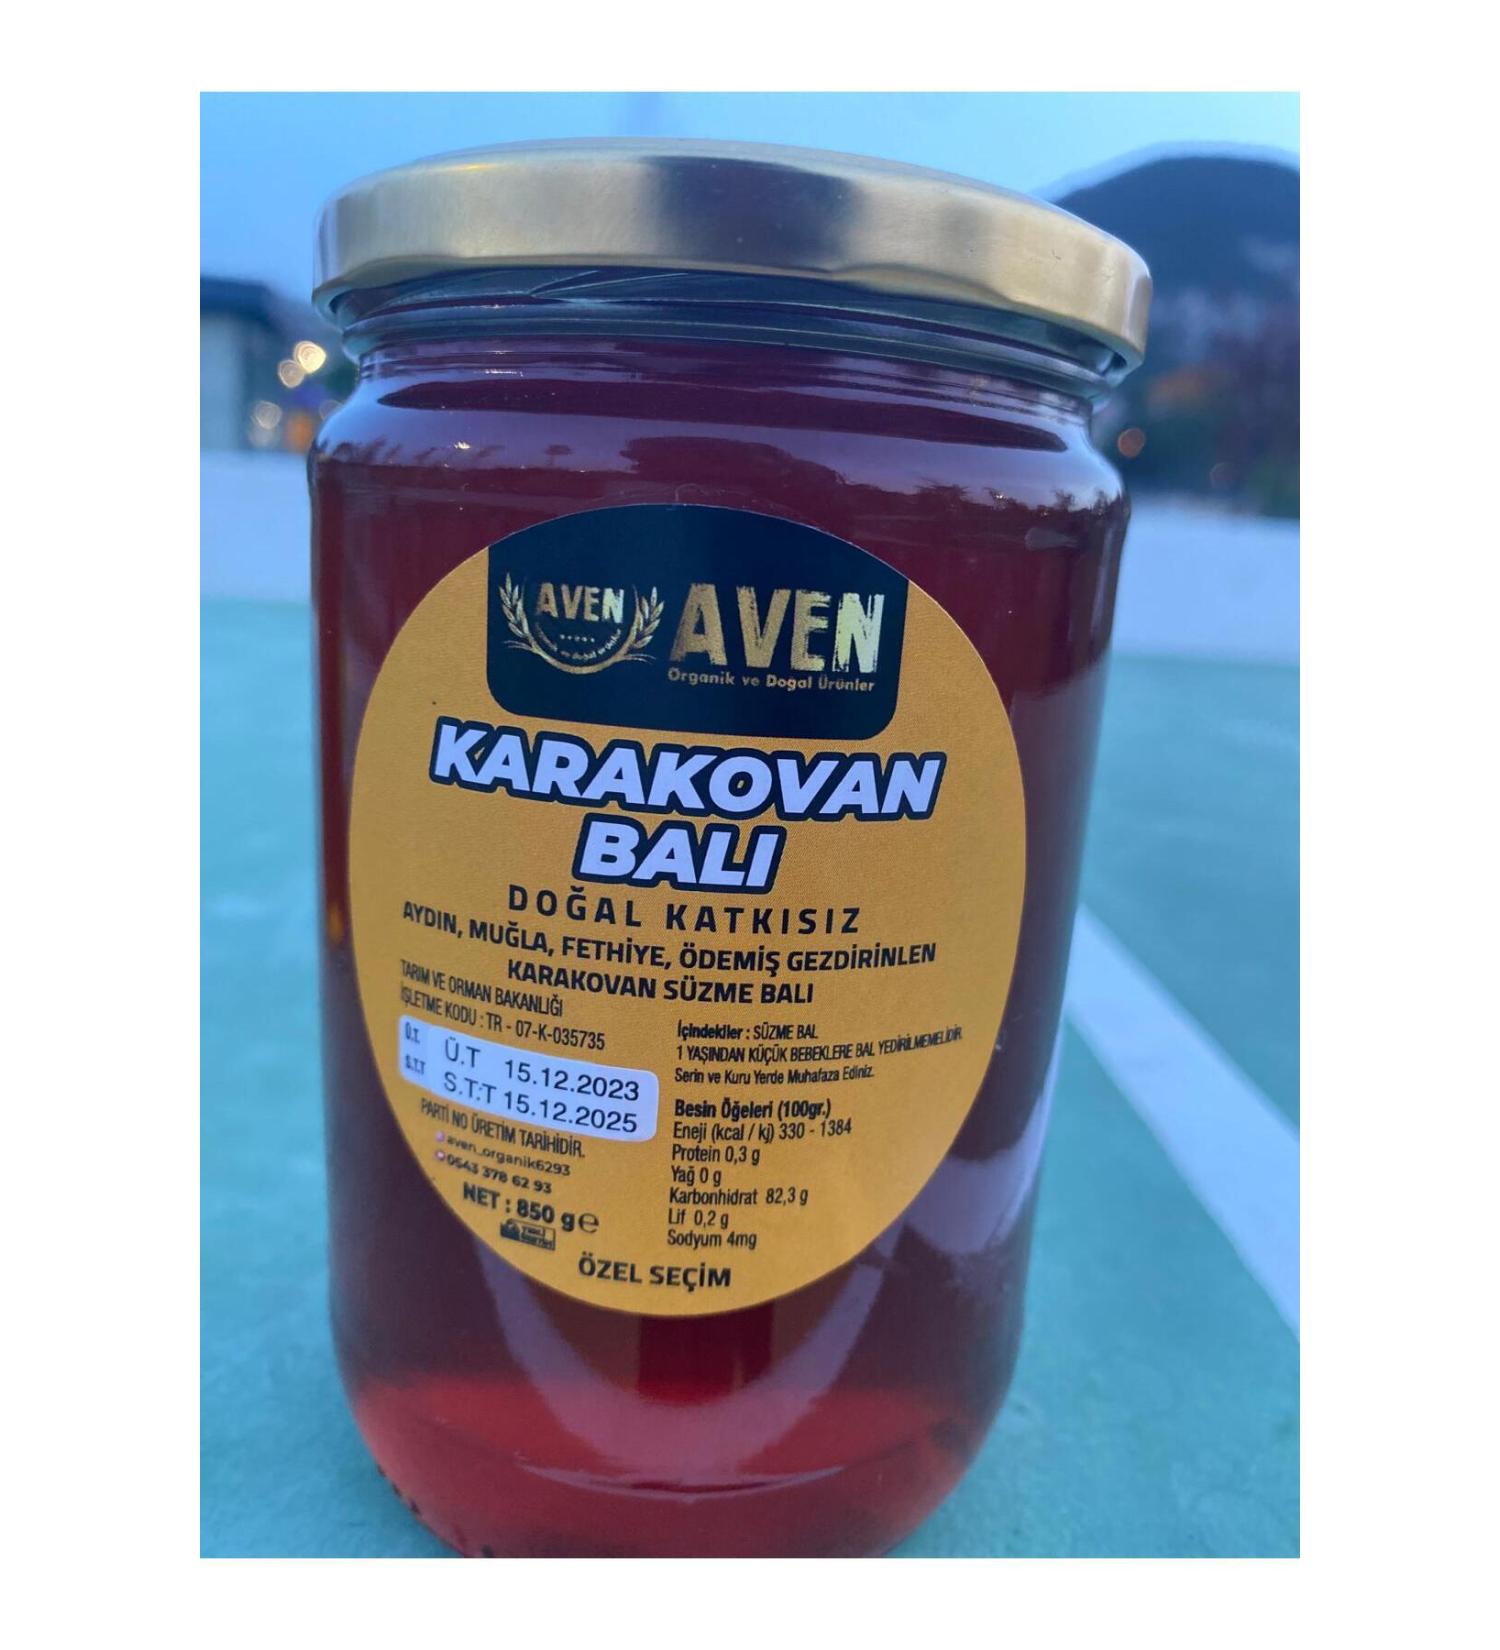 AVEN
AVEN
Organik ve Doğal Ürünler
KARAKOVAN
BALI
DOĞAL KATKISIZ
AYDIN, MUĞLA, FETHİYE, ÖDEMİŞ GEZDİRİNLEN
KARAKOVAN SÜZME BALI
TARIM VE ORMAN BAKANLIĞI
İŞLETME KODU : TR - 07-K-035735
Ü.T.
Ü.T 15.12.2023
S.T.T
S.T.T 15.12.2025
PARTİ NO ÜRETİM TARİHİDİR.
aven_organik6293
0543 378 62 93
NET : 850 g e
İçindekiler : SÜZME BAL
1 YAŞINDAN KÜÇÜK BEBEKLERE BAL YEDİRİLMEMELİDİR.
Serin ve Kuru Yerde Muhafaza Ediniz.
Besin Öğeleri (100gr.)
Eneji (kcal / kj) 330 - 1384
Protein 0,3 g
Yağ 0 g
Karbonhidrat 82,3 g
Lif 0,2 g
Sodyum 4mg
ÖZEL SEÇİM